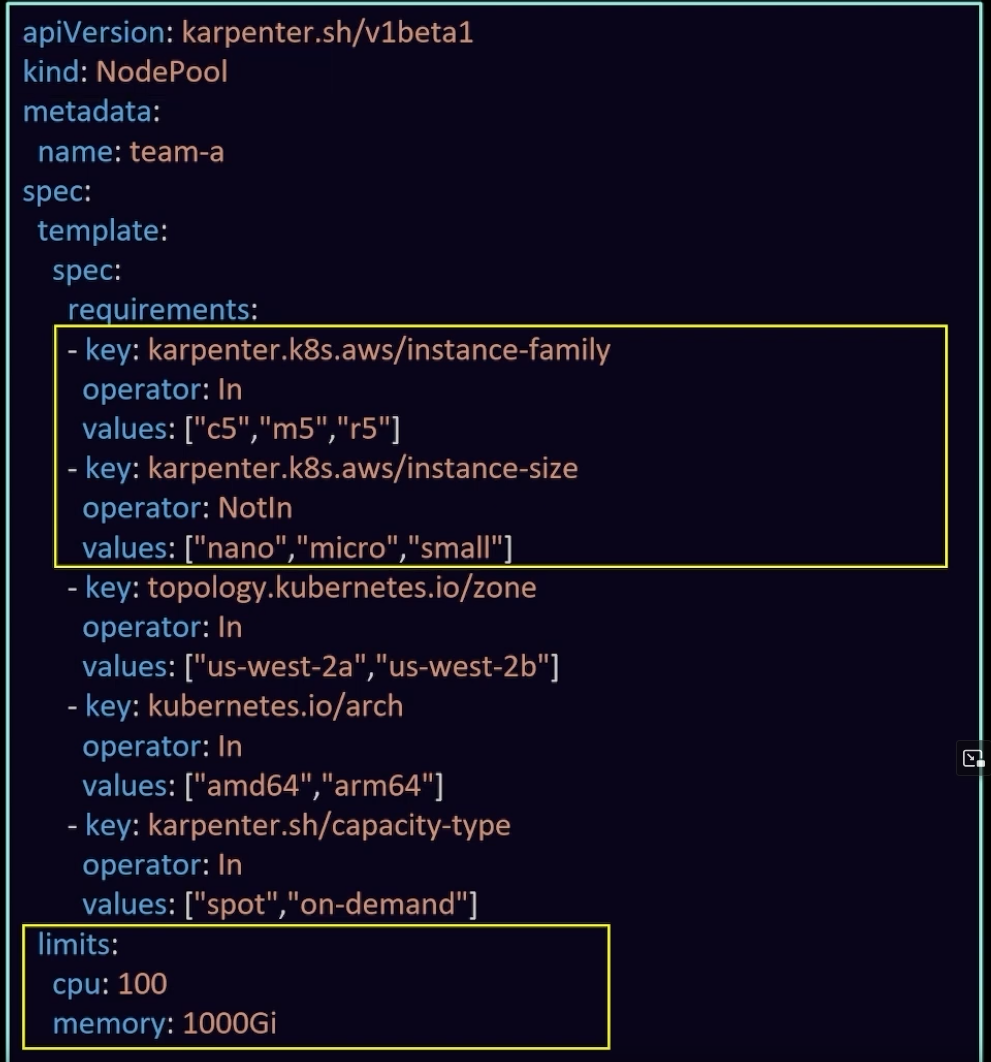 apiVersion: karpenter.sh/v1beta1
kind: NodePool
metadata:
  name: team-a
spec:
  template:
    spec:
      requirements:
      - key: karpenter.k8s.aws/instance-family
        operator: In
        values: ["c5","m5","r5"]
      - key: karpenter.k8s.aws/instance-size
        operator: NotIn
        values: ["nano","micro","small"]
      - key: topology.kubernetes.io/zone
        operator: In
        values: ["us-west-2a","us-west-2b"]
      - key: kubernetes.io/arch
        operator: In
        values: ["amd64","arm64"]
      - key: karpenter.sh/capacity-type
        operator: In
        values: ["spot","on-demand"]
  limits:
    cpu: 100
    memory: 1000Gi